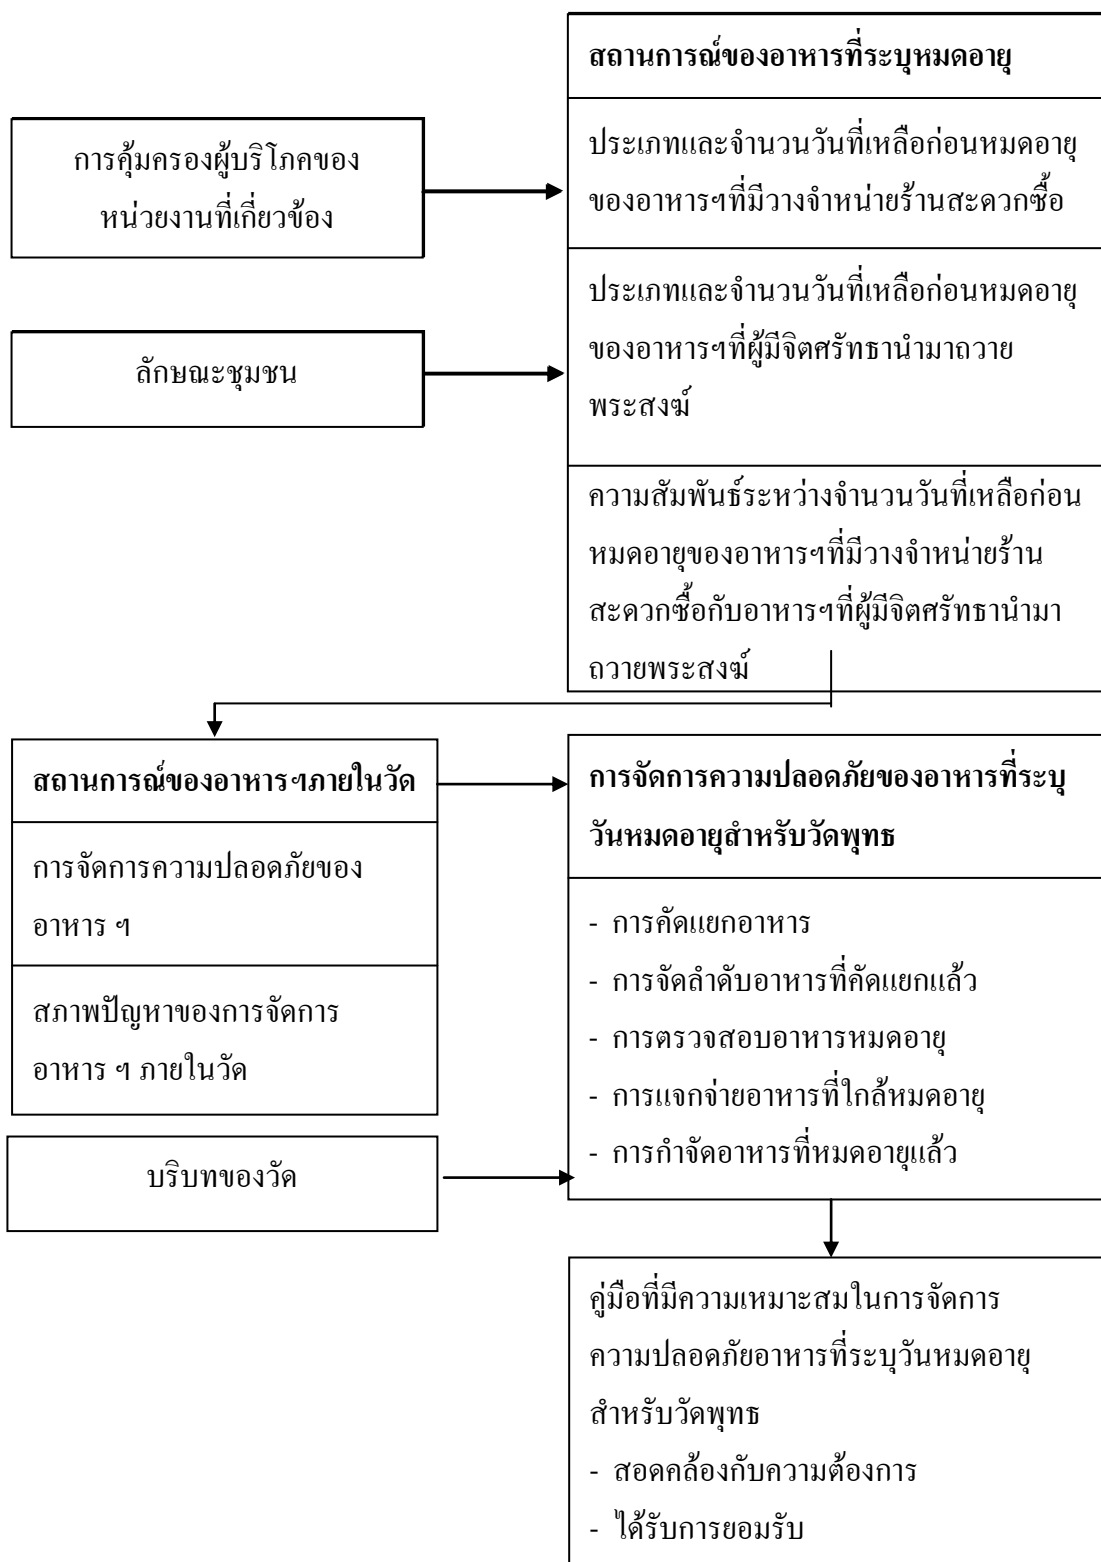 สถานการณ์ของอาหารที่ระบุหมดอายุ
การคุ้มครองผู้บริโภคของ
หน่วยงานที่เกี่ยวข้อง
ประเภทและจำนวนวันที่เหลือก่อนหมดอายุ
ของอาหารฯที่มีวางจำหน่ายร้านสะดวกซื้อ
ลักษณะชุมชน
ประเภทและจำนวนวันที่เหลือก่อนหมดอายุ
ของอาหารฯที่ผู้มีจิตศรัทธานำมาถวาย
พระสงฆ์
ความสัมพันธ์ระหว่างจำนวนวันที่เหลือก่อน
หมดอายุของอาหารฯที่มีวางจำหน่ายร้าน
สะดวกซื้อกับอาหารฯที่ผู้มีจิตศรัทธานำมา
ถวายพระสงฆ์
สถานการณ์ของอาหารฯภายในวัด
การจัดการความปลอดภัยของ
อาหาร ฯ
สภาพปัญหาของการจัดการ
อาหาร ฯ ภายในวัด
บริบทของวัด
การจัดการความปลอดภัยของอาหารที่ระบุ
วันหมดอายุสำหรับวัดพุทธ
- การคัดแยกอาหาร
- การจัดลำดับอาหารที่คัดแยกแล้ว
- การตรวจสอบอาหารหมดอายุ
- การแจกจ่ายอาหารที่ใกล้หมดอายุ
- การกำจัดอาหารที่หมดอายุแล้ว
คู่มือที่มีความเหมาะสมในการจัดการ
ความปลอดภัยอาหารที่ระบุวันหมดอายุ
สำหรับวัดพุทธ
- สอดคล้องกับความต้องการ
- ได้รับการยอมรับ